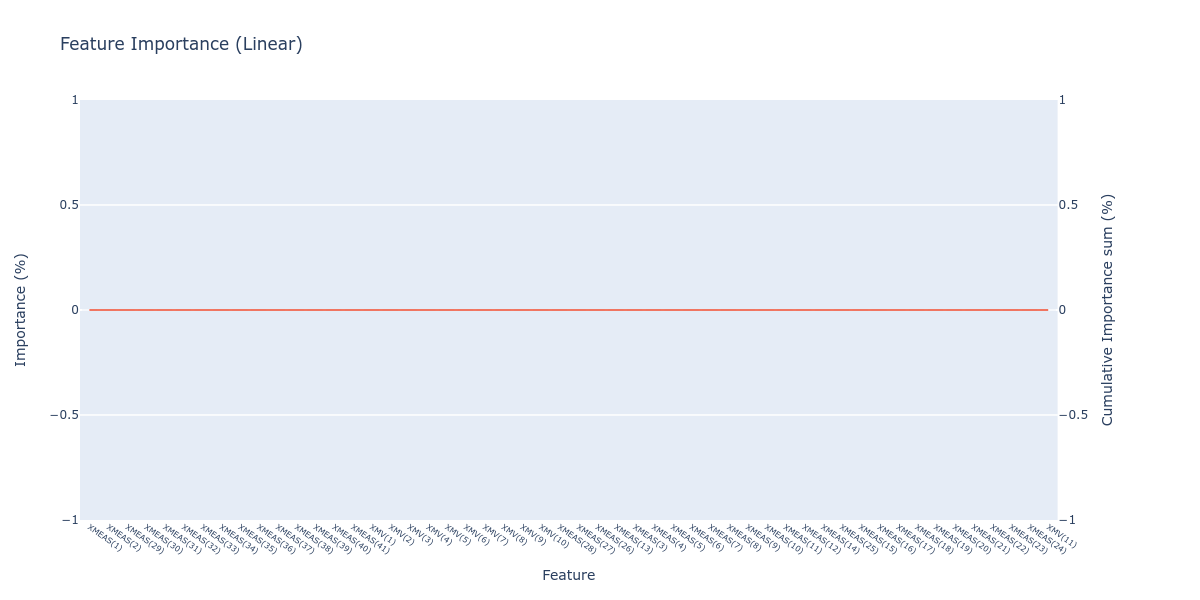 Feature Importance (Linear)
1
0.5
0
−0.5
−1
Importance (%)
1
0.5
0
−0.5
−1
Cumulative Importance sum (%)
XMEAS(1)
XMEAS(2)
XMEAS(29)
XMEAS(30)
XMEAS(31)
XMEAS(32)
XMEAS(33)
XMEAS(34)
XMEAS(35)
XMEAS(36)
XMEAS(37)
XMEAS(38)
XMEAS(39)
XMEAS(40)
XMEAS(41)
XMV(1)
XMV(2)
XMV(3)
XMV(4)
XMV(5)
XMV(6)
XMV(7)
XMV(8)
XMV(9)
XMV(10)
XMEAS(28)
XMEAS(27)
XMEAS(26)
XMEAS(13)
XMEAS(3)
XMEAS(4)
XMEAS(5)
XMEAS(6)
XMEAS(7)
XMEAS(8)
XMEAS(9)
XMEAS(10)
XMEAS(11)
XMEAS(12)
XMEAS(14)
XMEAS(25)
XMEAS(15)
XMEAS(16)
XMEAS(17)
XMEAS(18)
XMEAS(19)
XMEAS(20)
XMEAS(21)
XMEAS(22)
XMEAS(23)
XMEAS(24)
XMV(11)
Feature